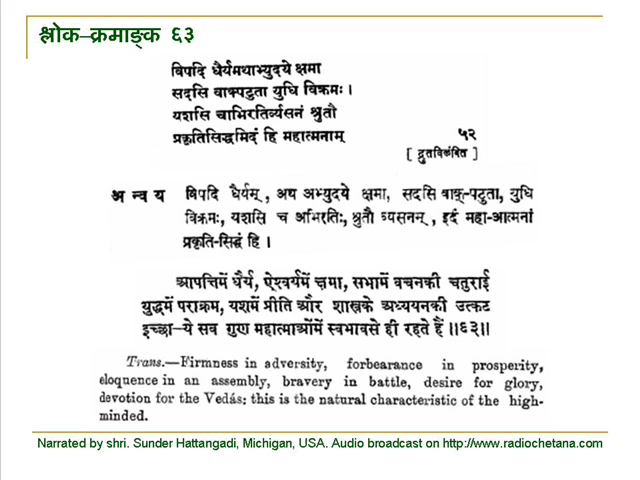 श्लोक–क्रमाङ्क ६३
विपदि धैर्यमथाभ्युदये क्षमा
सदसि वाक्पटुता युधि विक्रमः ।
यशसि चाभिरतिर्व्यसनं श्रुतौ
प्रकृतिसिद्धमिदं हि महात्मनाम् ५२
[ द्रुतविलंबित ]
अ न्व य विपदि धैर्यम् , अथ अभ्युदये क्षमा, सदसि वाक्-पटुता, युधि
विक्रमः, यशसि च अभिरतिः, श्रुतौ व्यसनम् , इदं महा-आत्मनां
प्रकृति-सिद्धं हि ।
आपत्तिमें धैर्य, ऐश्वर्यमें क्षमा, सभामें वचनकी चतुराई
युद्धमें पराक्रम, यशमें प्रीति और शास्त्रके अध्ययनकी उत्कट
इच्छा–ये सव गुण महात्माओंमें स्वभावसे ही रहते हैं ॥६३॥
Trans.—Firmness in adversity, forbearance in prosperity,
eloquence in an assembly, bravery in battle, desire for glory,
devotion for the Vedás: this is the natural characteristic of the high-
minded.
Narrated by shri. Sunder Hattangadi, Michigan, USA. Audio broadcast on http://www.radiochetana.com